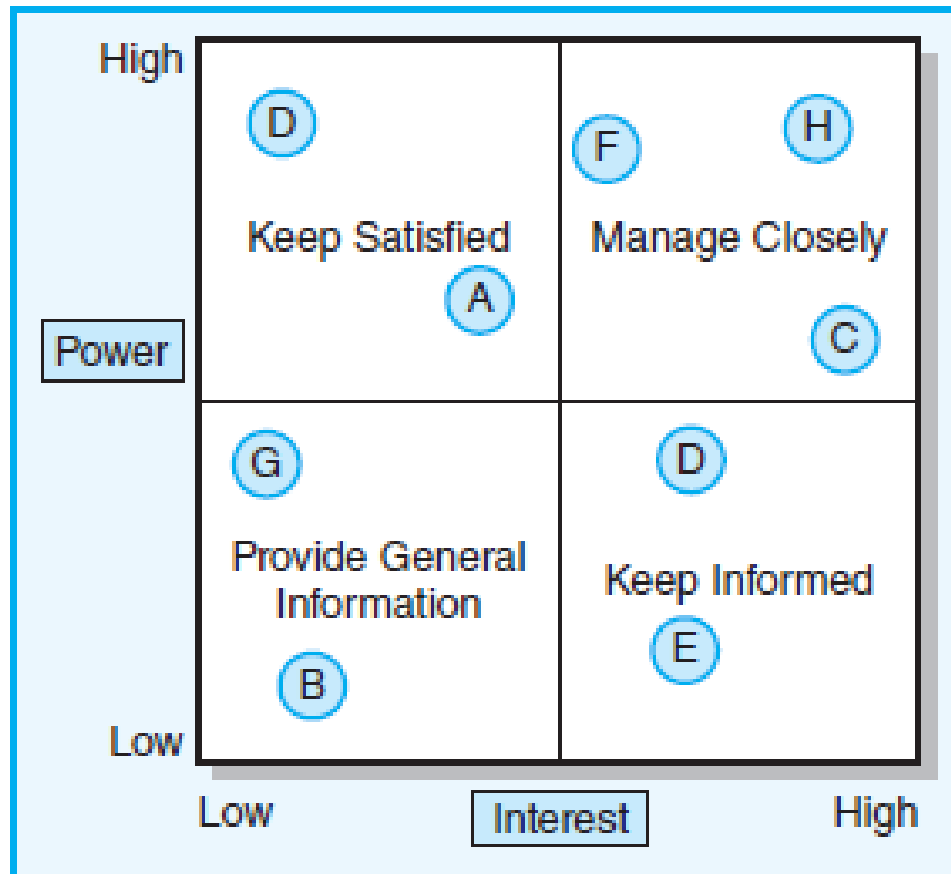 High
D
F
H
Keep Satisfied
Manage Closely
A
C
Power
G
D
Provide General
Information
Keep Informed
E
B
Low
Low
Interest
High